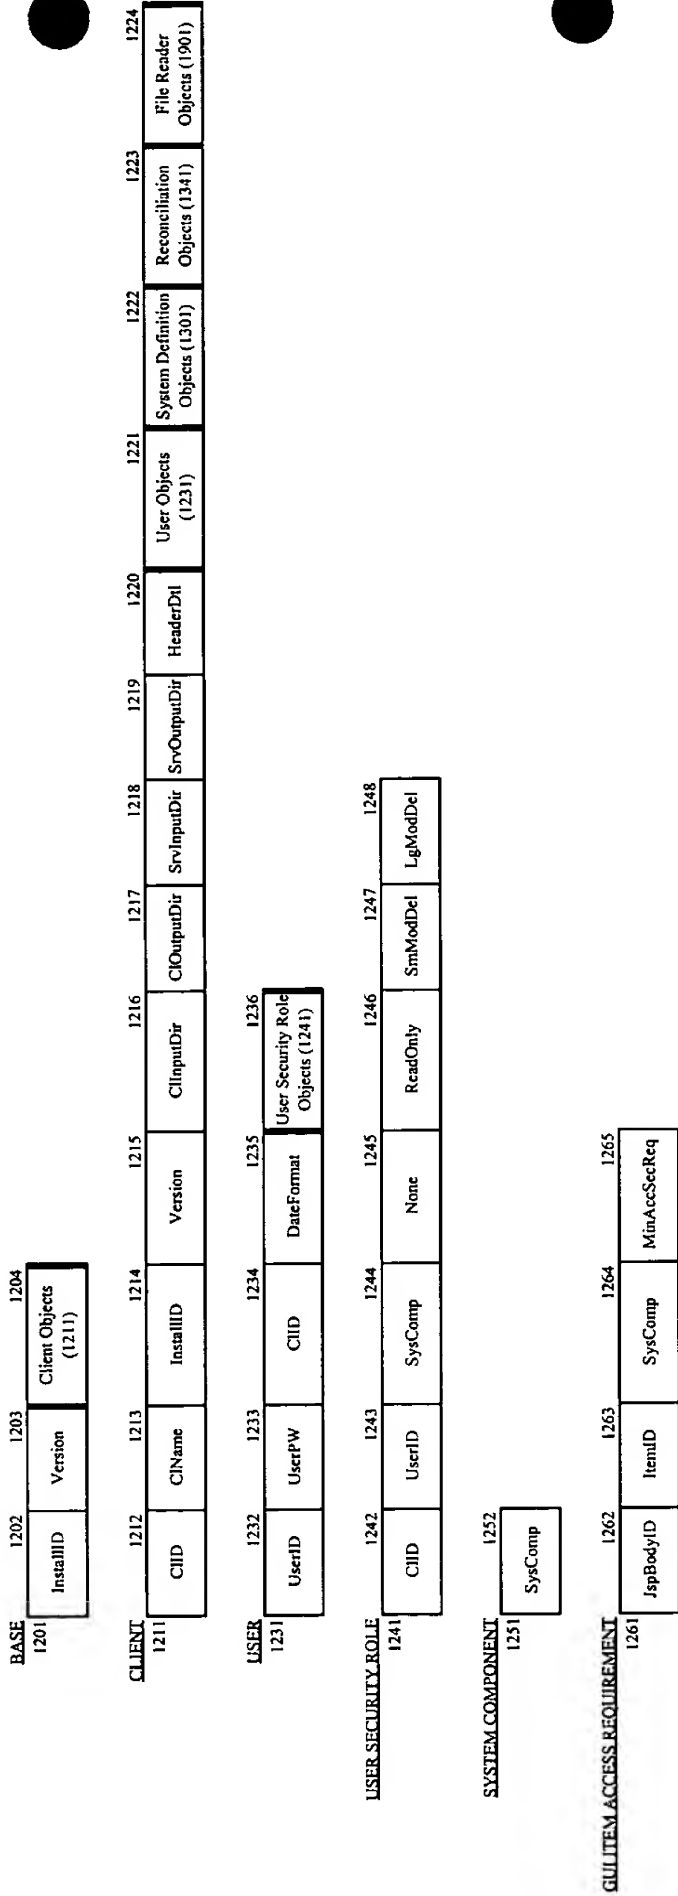 BASE
1201
1202
1203
1204
InstallID
Version
Client Objects
(1211)
CLIENT
1211
1212
1213
1214
1215
1216
1217
1218
1219
1220
1221
1222
1223
1224
ClID
ClName
InstallID
Version
ClInputDir
ClOutputDir
SrvInputDir
SrvOutputDir
HeaderDtl
User Objects
(1231)
System Definition
Objects (1301)
Reconciliation
Objects (1341)
File Reader
Objects (1901)
USER
1231
1232
1233
1234
1235
1236
UserID
UserPW
ClID
DateFormat
User Security Role
Objects (1241)
USER SECURITY ROLE
1241
1242
1243
1244
1245
1246
1247
1248
ClID
UserID
SysComp
None
ReadOnly
SmModDel
LgModDel
SYSTEM COMPONENT
1251
1252
SysComp
GUI ITEM ACCESS REQUIREMENT
1261
1262
1263
1264
1265
JspBodyID
ItemID
SysComp
MinAccSecReq